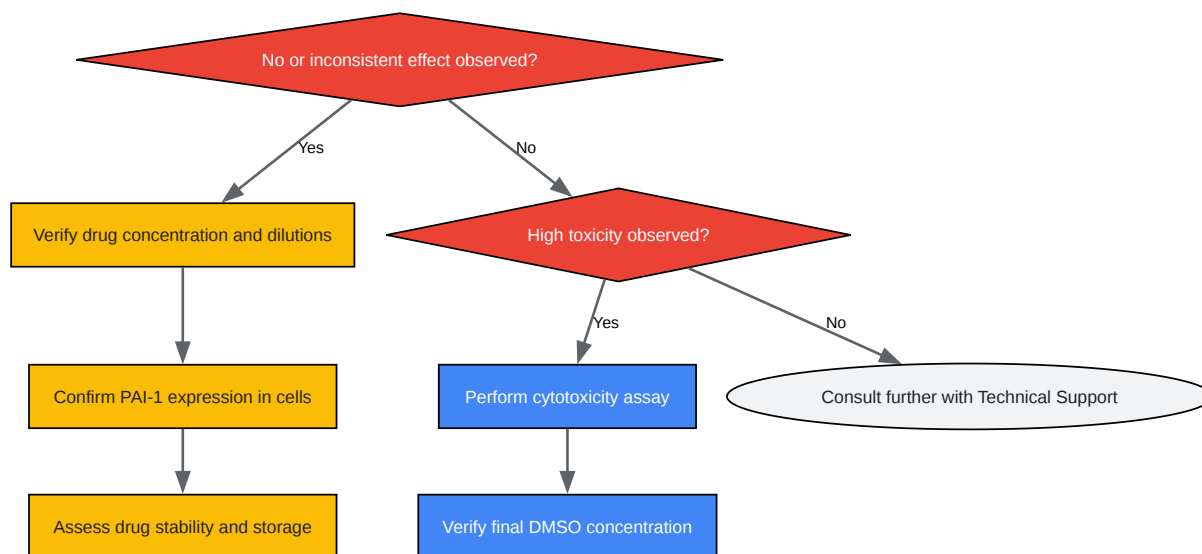 No or inconsistent effect observed?
Yes
No
Verify drug concentration and dilutions
High toxicity observed?
Yes
No
Confirm PAI-1 expression in cells
Perform cytotoxicity assay
Consult further with Technical Support
Assess drug stability and storage
Verify final DMSO concentration